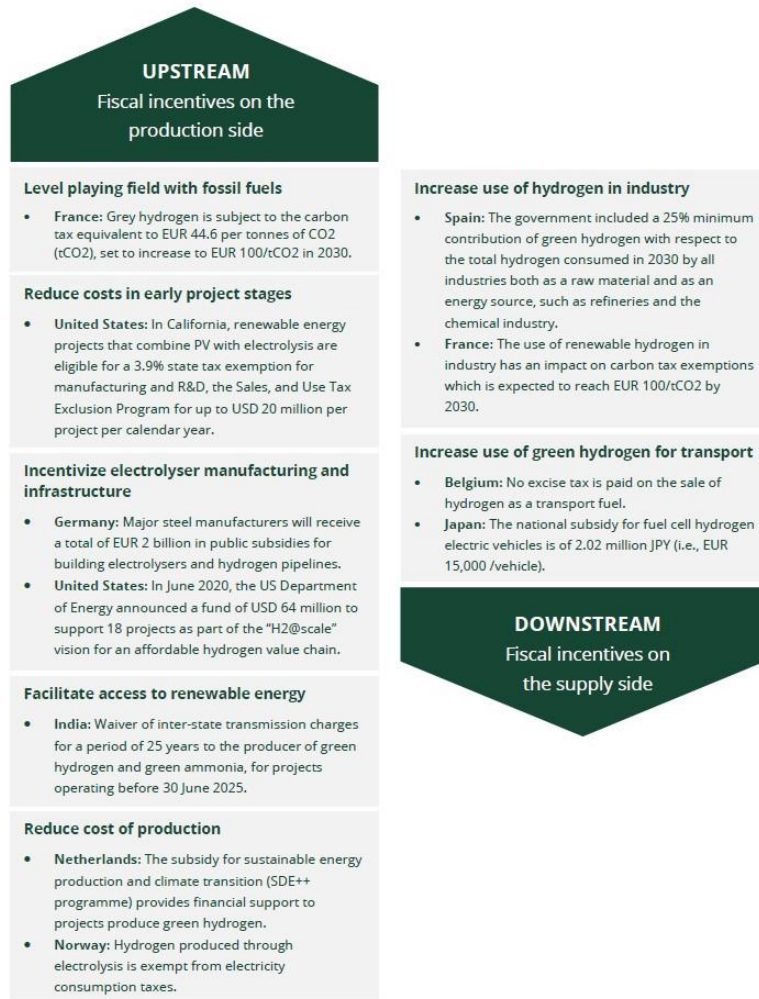 UPSTREAM
Fiscal incentives on the
production side
Level playing field with fossil fuels
• France: Grey hydrogen is subject to the carbon
tax equivalent to EUR 44.6 per tonnes of CO2
(tCO2), set to increase to EUR 100/tCO2 in 2030.
Reduce costs in early project stages
• United States: In California, renewable energy
projects that combine PV with electrolysis are
eligible for a 3.9% state tax exemption for
manufacturing and R&D, the Sales, and Use Tax
Exclusion Program for up to USD 20 million per
project per calendar year.
Incentivize electrolyser manufacturing and
infrastructure
• Germany: Major steel manufacturers will receive
a total of EUR 2 billion in public subsidies for
building electrolysers and hydrogen pipelines.
• United States: In June 2020, the US Department
of Energy announced a fund of USD 64 million to
support 18 projects as part of the “H2@scale”
vision for an affordable hydrogen value chain.
Facilitate access to renewable energy
• India: Waiver of inter-state transmission charges
for a period of 25 years to the producer of green
hydrogen and green ammonia, for projects
operating before 30 June 2025.
Reduce cost of production
• Netherlands: The subsidy for sustainable energy
production and climate transition (SDE++
programme) provides financial support to
projects produce green hydrogen.
• Norway: Hydrogen produced through
electrolysis is exempt from electricity
consumption taxes.
Increase use of hydrogen in industry
• Spain: The government included a 25% minimum
contribution of green hydrogen with respect to
the total hydrogen consumed in 2030 by all
industries both as a raw material and as an
energy source, such as refineries and the
chemical industry.
• France: The use of renewable hydrogen in
industry has an impact on carbon tax exemptions
which is expected to reach EUR 100/tCO2 by
2030.
Increase use of green hydrogen for transport
• Belgium: No excise tax is paid on the sale of
hydrogen as a transport fuel.
• Japan: The national subsidy for fuel cell hydrogen
electric vehicles is of 2.02 million JPY (i.e., EUR
15,000 /vehicle).
DOWNSTREAM
Fiscal incentives on
the supply side